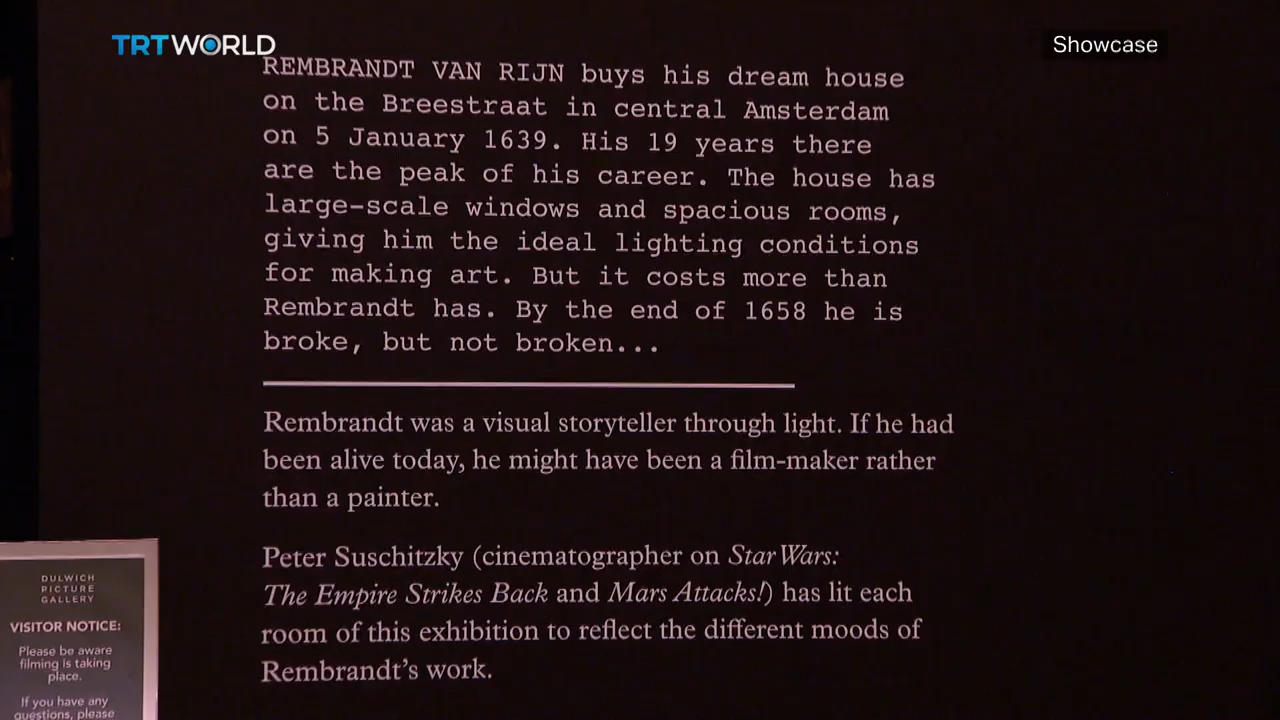 TRT WORLD
Showcase
REMBRANDT VAN RIJN buys his dream house
on the Breestraat in central Amsterdam
on 5 January 1639. His 19 years there
are the peak of his career. The house has
large-scale windows and spacious rooms,
giving him the ideal lighting conditions
for making art. But it costs more than
Rembrandt has. By the end of 1658 he is
broke, but not broken...
Rembrandt was a visual storyteller through light. If he had
been alive today, he might have been a film-maker rather
than a painter.
Peter Suschitzky (cinematographer on Star Wars:
The Empire Strikes Back and Mars Attacks!) has lit each
room of this exhibition to reflect the different moods of
Rembrandt's work.
DULWICH
PICTURE
GALLERY
VISITOR NOTICE:
Please be aware
filming is taking
place.
If you have any
questions, please